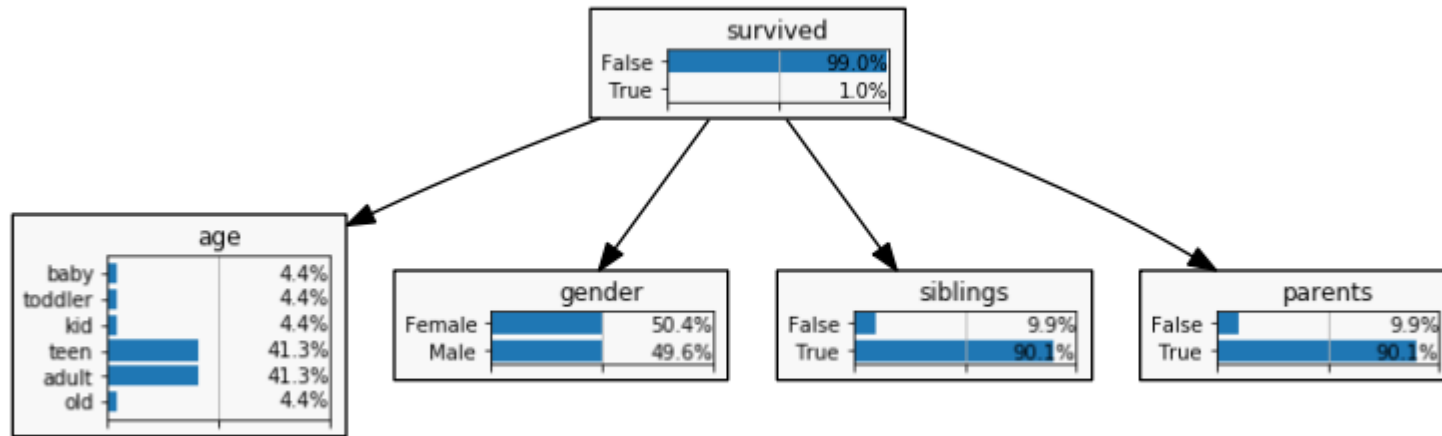 survived
False 99.0%
True 1.0%
age
baby 4.4%
toddler 4.4%
kid 4.4%
teen 41.3%
adult 41.3%
old 4.4%
gender
Female 50.4%
Male 49.6%
siblings
False 9.9%
True 90.1%
parents
False 9.9%
True 90.1%